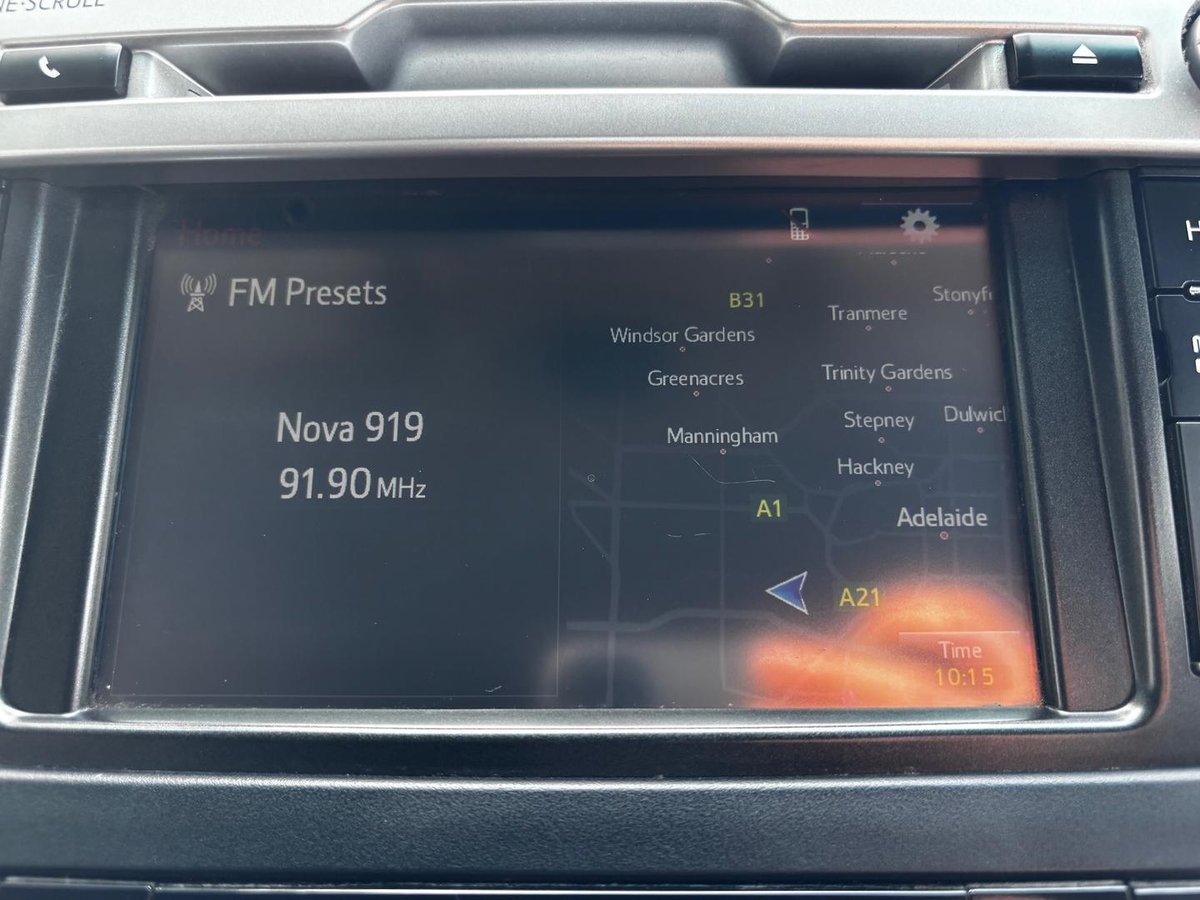 Home
FM Presets
Nova 919
91.90 MHz
B31
Tranmere
Windsor Gardens
Greenacres
Trinity Gardens
Stepney
Manningham
Hackney
A1
Adelaide
A21
Time
10:15
H